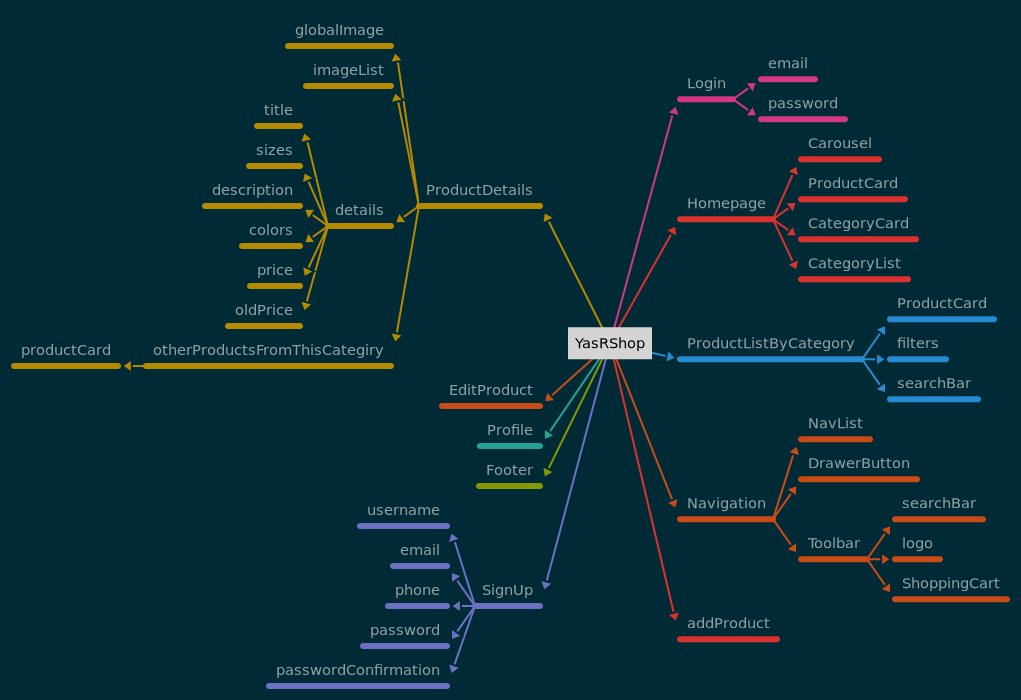 YasRShop
Login
email
password
Homepage
Carousel
ProductCard
CategoryCard
CategoryList
ProductListByCategory
ProductCard
filters
searchBar
Navigation
NavList
DrawerButton
Toolbar
searchBar
logo
ShoppingCart
addProduct
ProductDetails
globalImage
imageList
details
title
sizes
description
colors
price
oldPrice
otherProductsFromThisCategiry
productCard
EditProduct
Profile
Footer
SignUp
username
email
phone
password
passwordConfirmation